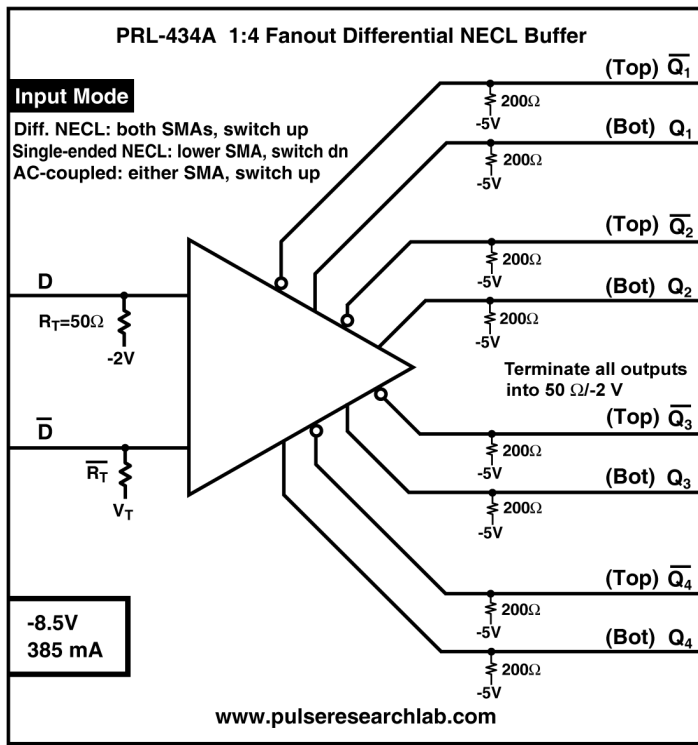 PRL-434A 1:4 Fanout Differential NECL Buffer
Input Mode
Diff. NECL: both SMAs, switch up
Single-ended NECL: lower SMA, switch dn
AC-coupled: either SMA, switch up
(Top) Q̅₁
200Ω
-5V
(Bot) Q₁
200Ω
-5V
(Top) Q̅₂
200Ω
-5V
(Bot) Q₂
200Ω
-5V
D
R_T=50Ω
-2V
Terminate all outputs
into 50 Ω/-2 V
D̅
R̅_T̅
V_T
(Top) Q̅₃
200Ω
-5V
(Bot) Q₃
200Ω
-5V
(Top) Q̅₄
200Ω
-5V
(Bot) Q₄
200Ω
-5V
-8.5V
385 mA
www.pulseresearchlab.com